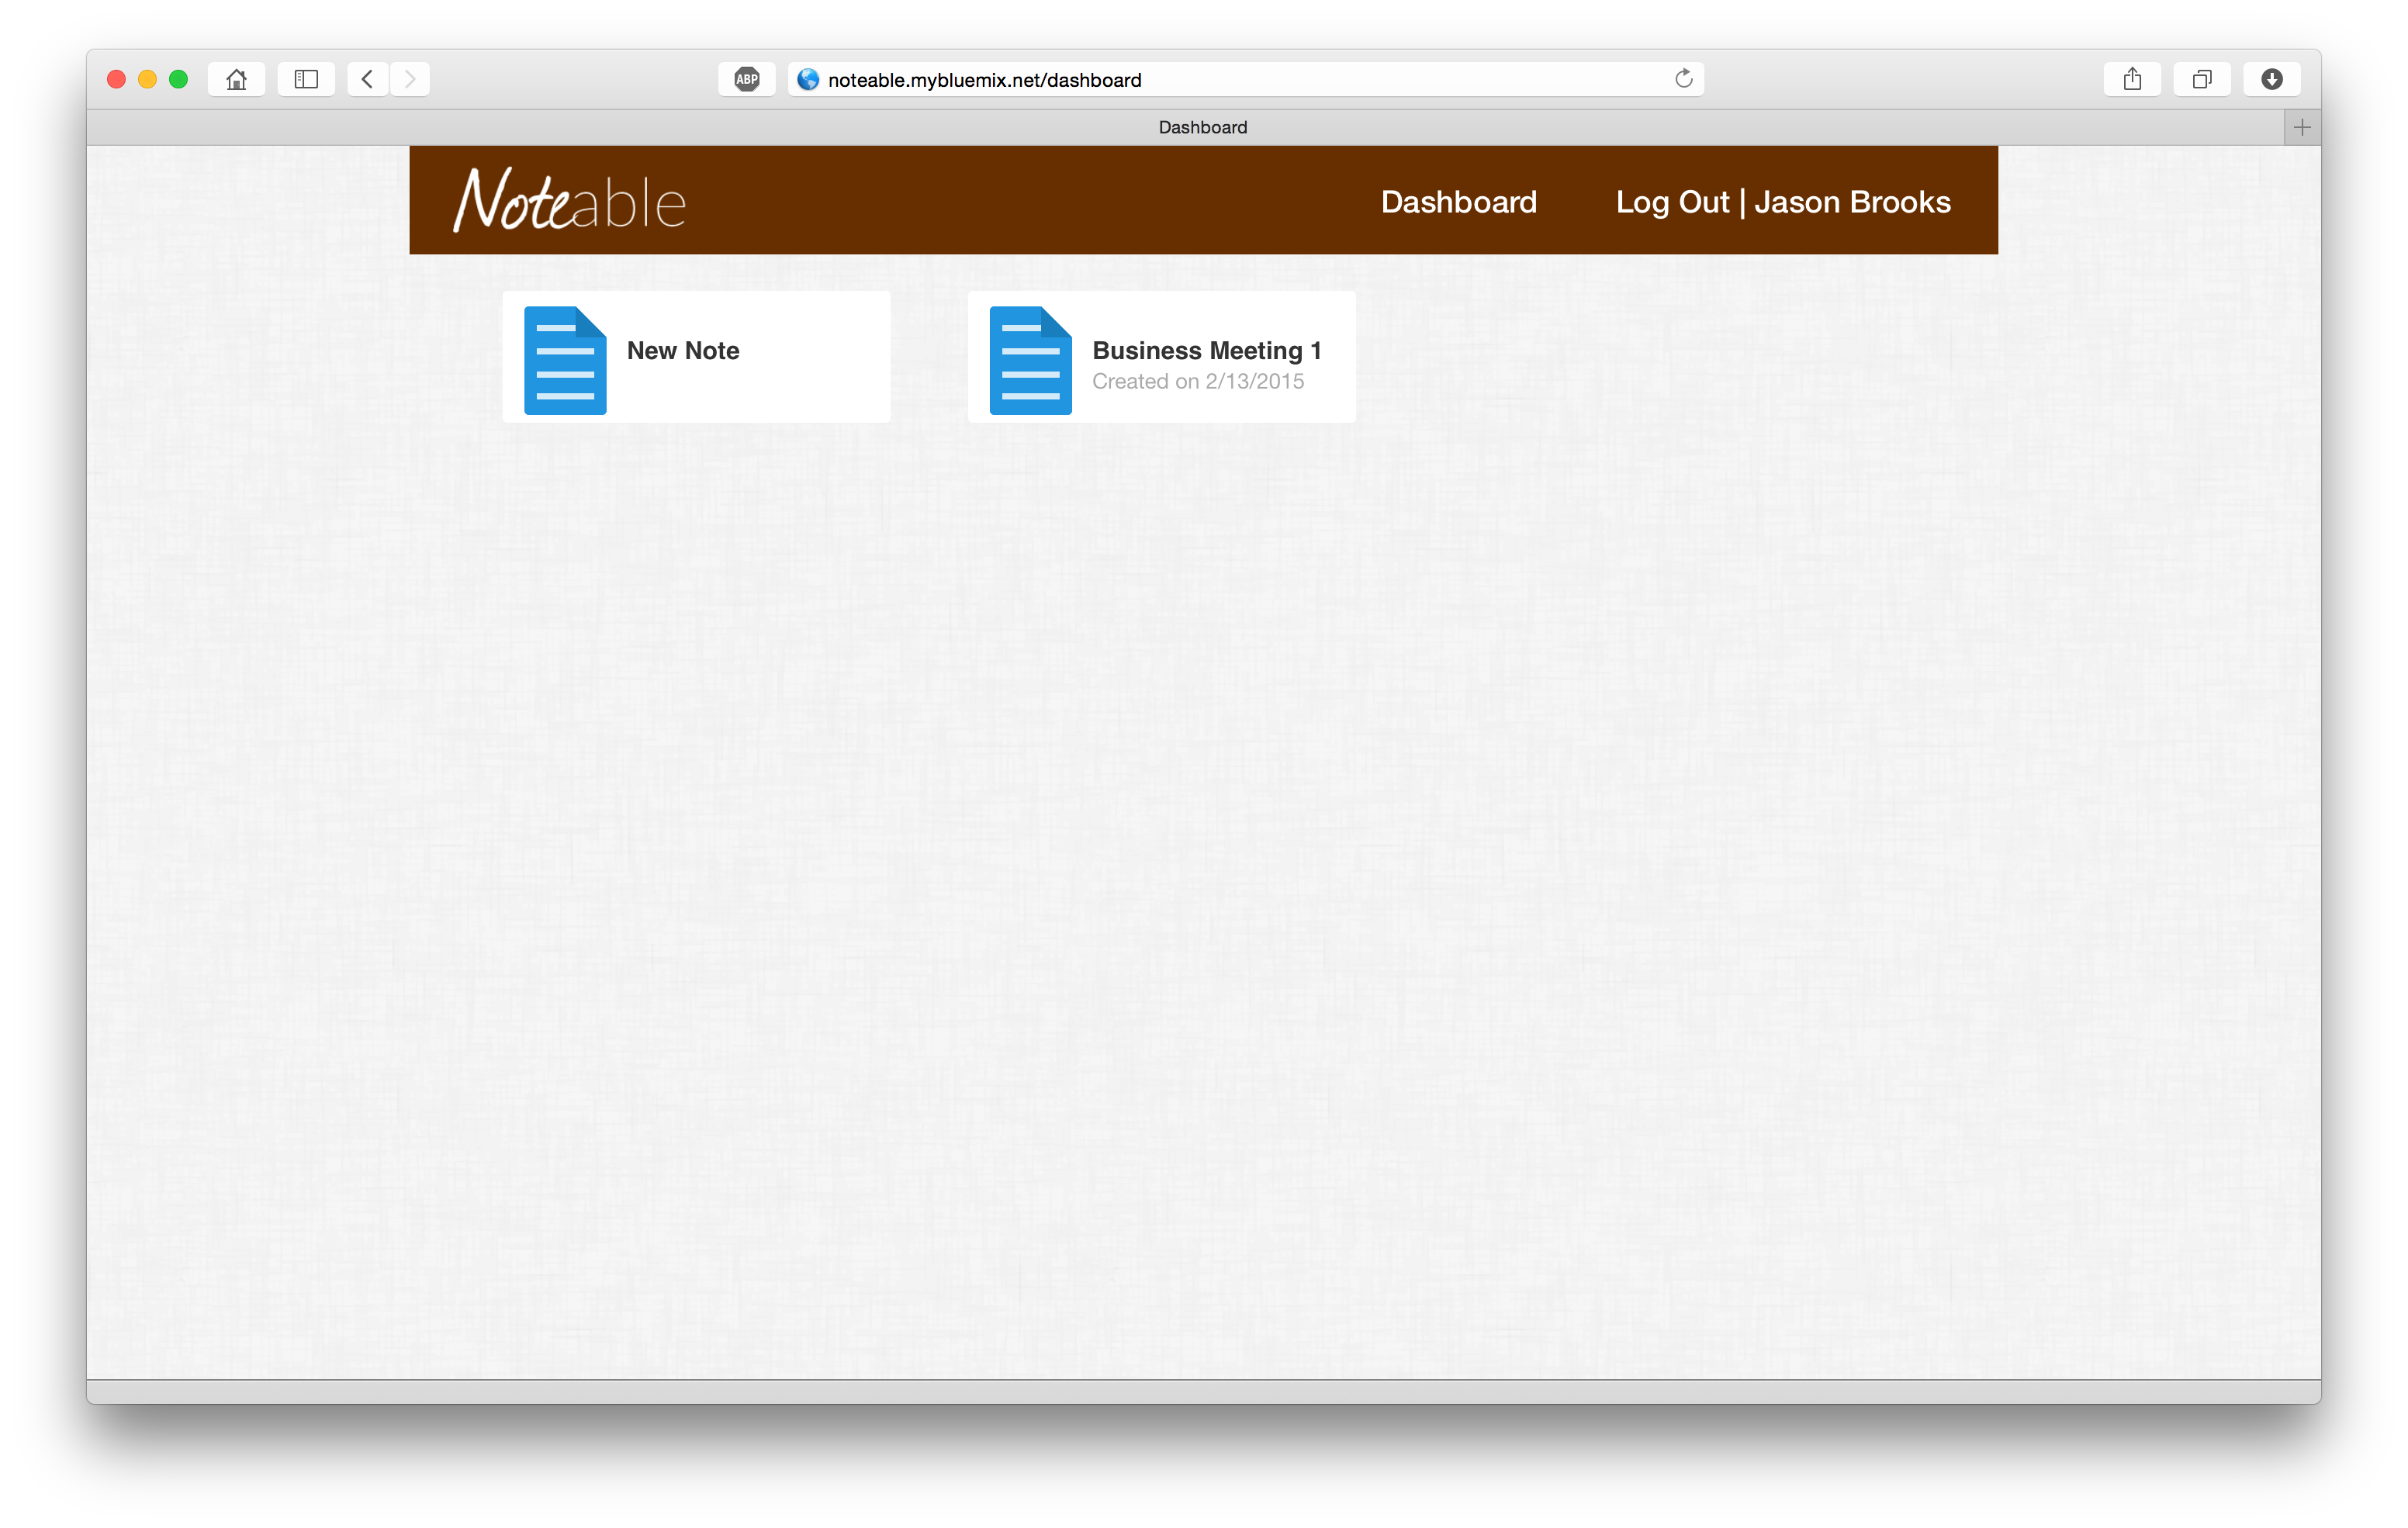 ABP
noteable.mybluemix.net/dashboard
Dashboard
Noteable
Dashboard
Log Out | Jason Brooks
New Note
Business Meeting 1
Created on 2/13/2015